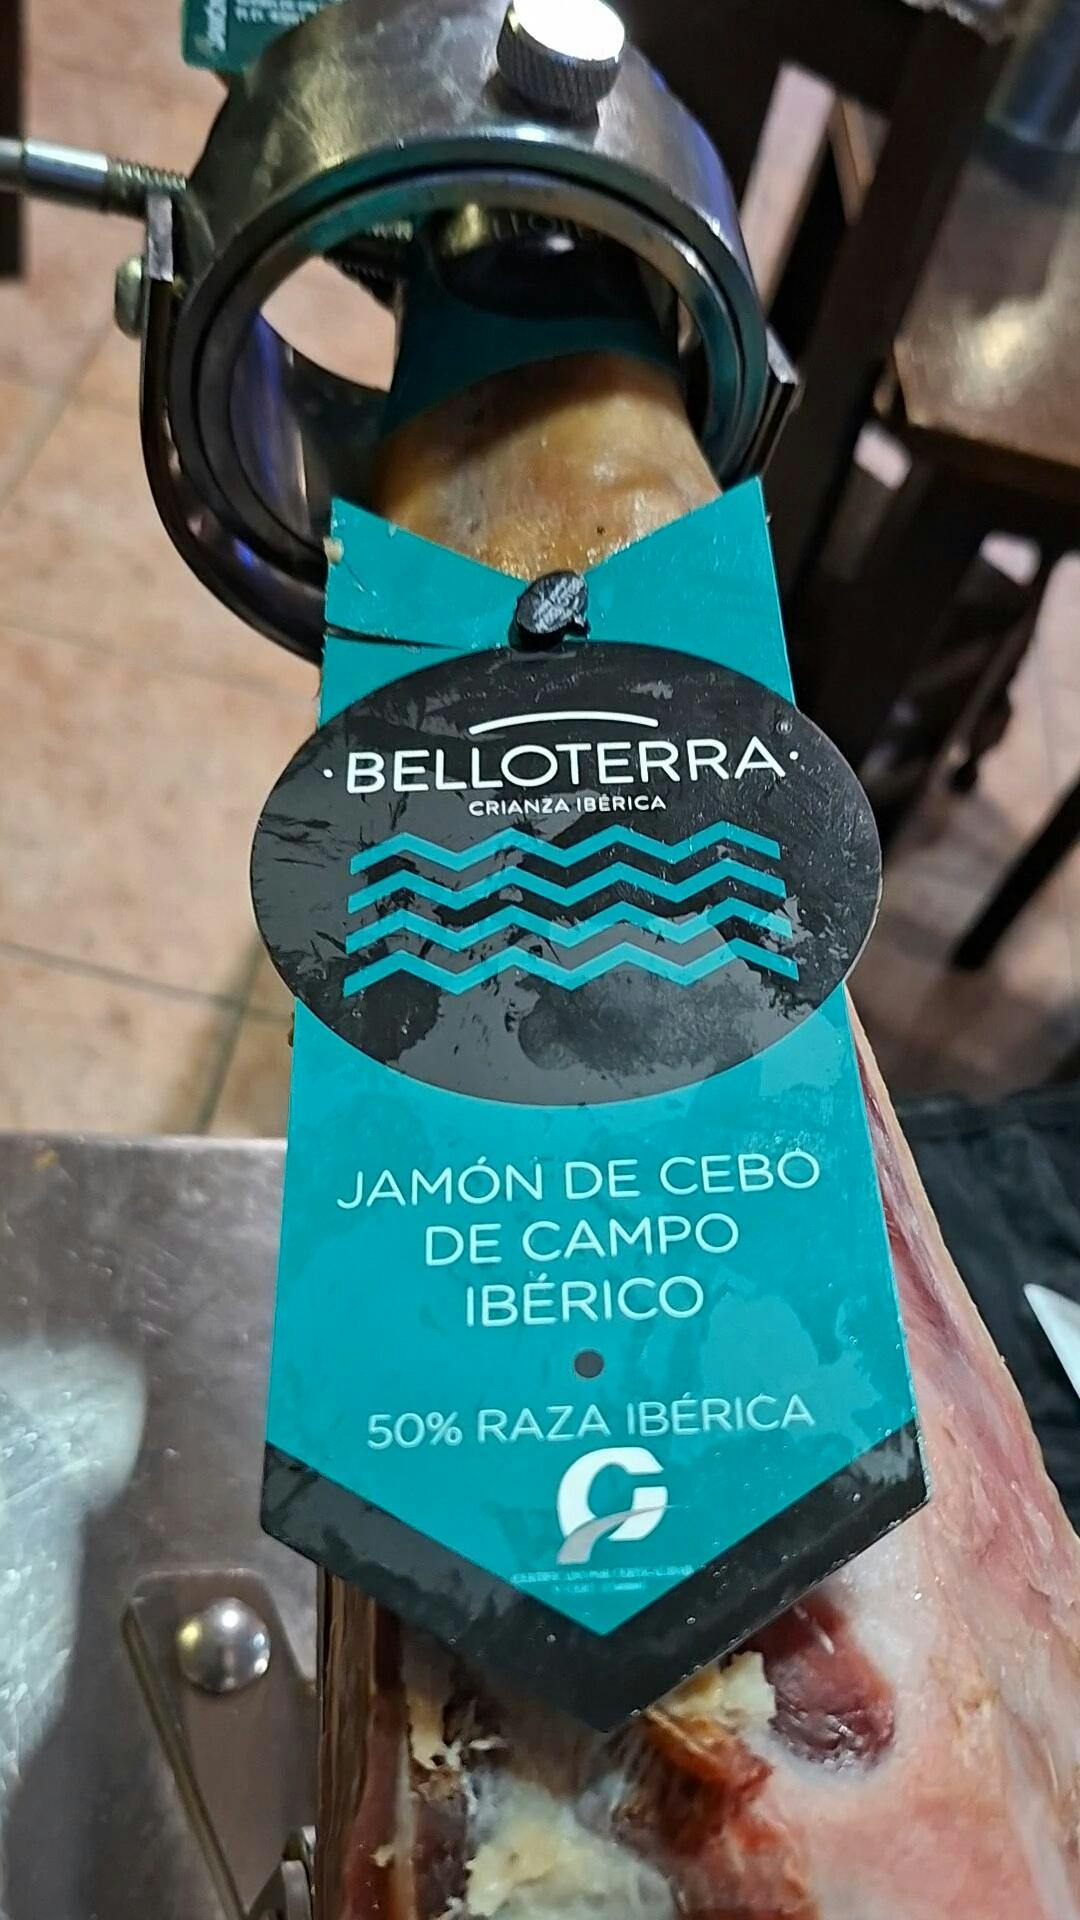 ·BELLOTERRA·
CRIANZA IBÉRICA
JAMÓN DE CEBO
DE CAMPO
IBÉRICO
50% RAZA IBÉRICA